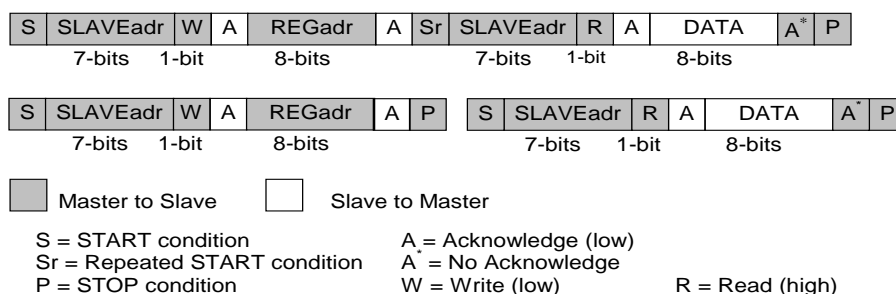 S SLAVEadr W A REGadr A Sr SLAVEadr R A DATA A* P
7-bits 1-bit 8-bits 7-bits 1-bit 8-bits
S SLAVEadr W A REGadr A P S SLAVEadr R A DATA A* P
7-bits 1-bit 8-bits 7-bits 1-bit 8-bits
Master to Slave Slave to Master
S = START condition A = Acknowledge (low)
Sr = Repeated START condition A* = No Acknowledge
P = STOP condition W = Write (low) R = Read (high)